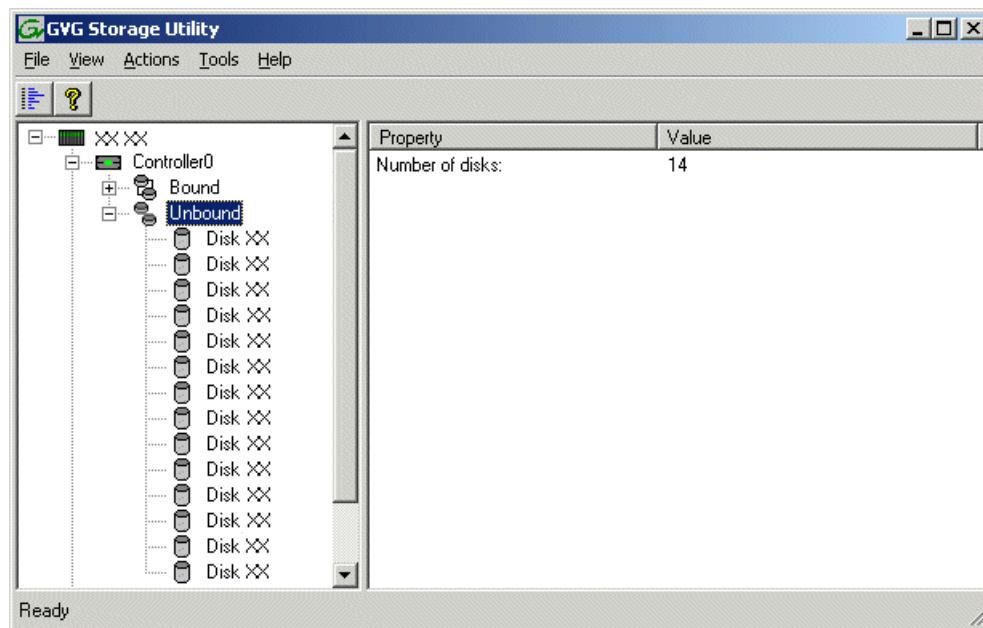 GVG Storage Utility
File View Actions Tools Help
XX XX
Controller0
Bound
Unbound
Disk XX
Disk XX
Disk XX
Disk XX
Disk XX
Disk XX
Disk XX
Disk XX
Disk XX
Disk XX
Disk XX
Disk XX
Disk XX
Disk XX
Property Value
Number of disks: 14
Ready